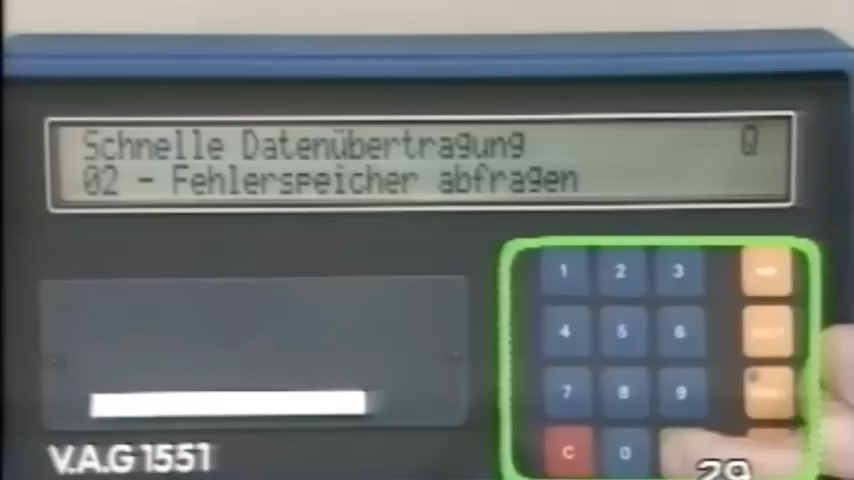 Schnelle Datenübertragung Q
02 - Fehlerspeicher abfragen
1 2 3
4 5 6
7 8 9
C 0
V.A.G 1551
29